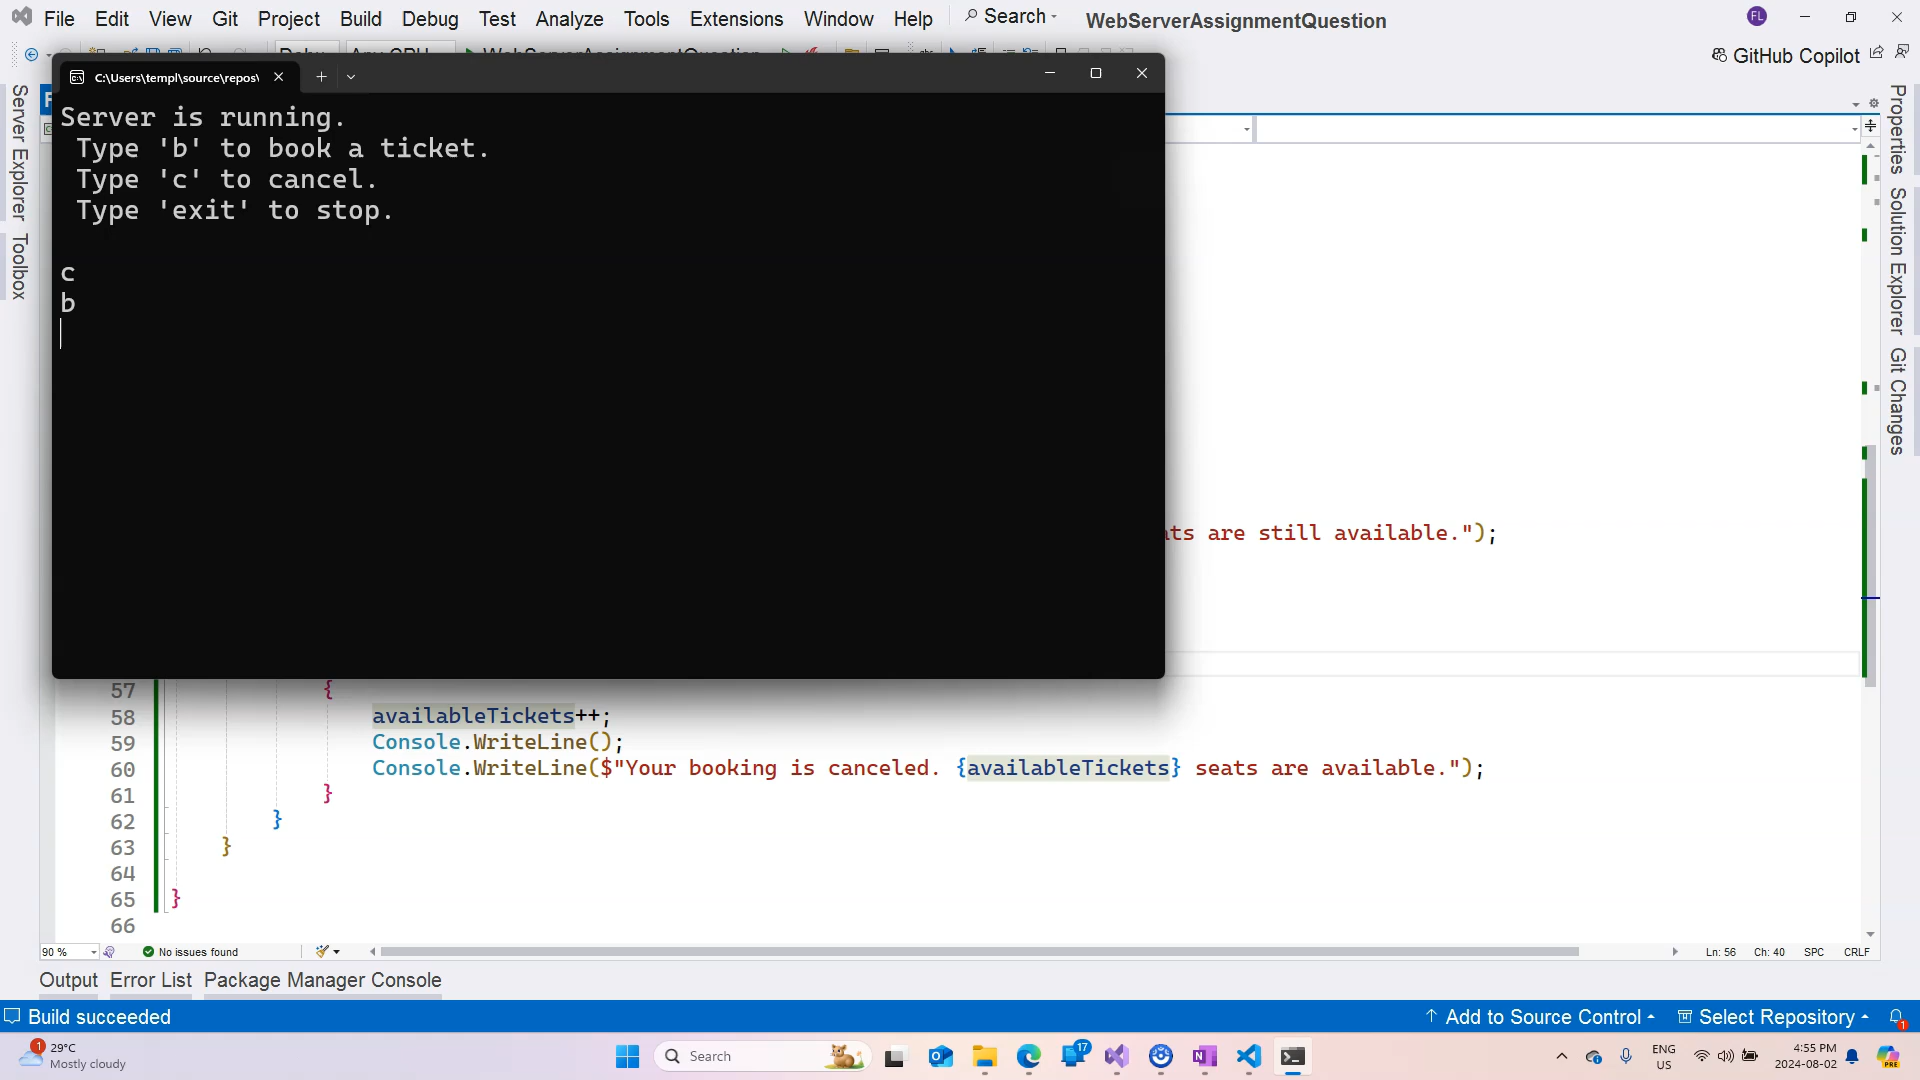 File Edit View Git Project Build Debug Test Analyze Tools Extensions Window Help Search WebServerAssignmentQuestion FL
GitHub Copilot
C:\Users\templ\source\repos\
Server Explorer
Toolbox
Properties
Solution Explorer
Git Changes
Server is running.
Type 'b' to book a ticket.
Type 'c' to cancel.
Type 'exit' to stop.
c
b
ts are still available.");
57 {
58 availableTickets++;
59 Console.WriteLine();
60 Console.WriteLine($"Your booking is canceled. {availableTickets} seats are available.");
61 }
62 }
63 }
64
65 }
66
90 % No issues found Ln: 56 Ch: 40 SPC CRLF
Output Error List Package Manager Console
Build succeeded Add to Source Control Select Repository 1
1 29°C
Mostly cloudy
Search
17
ENG
US
4:55 PM
2024-08-02
PRE